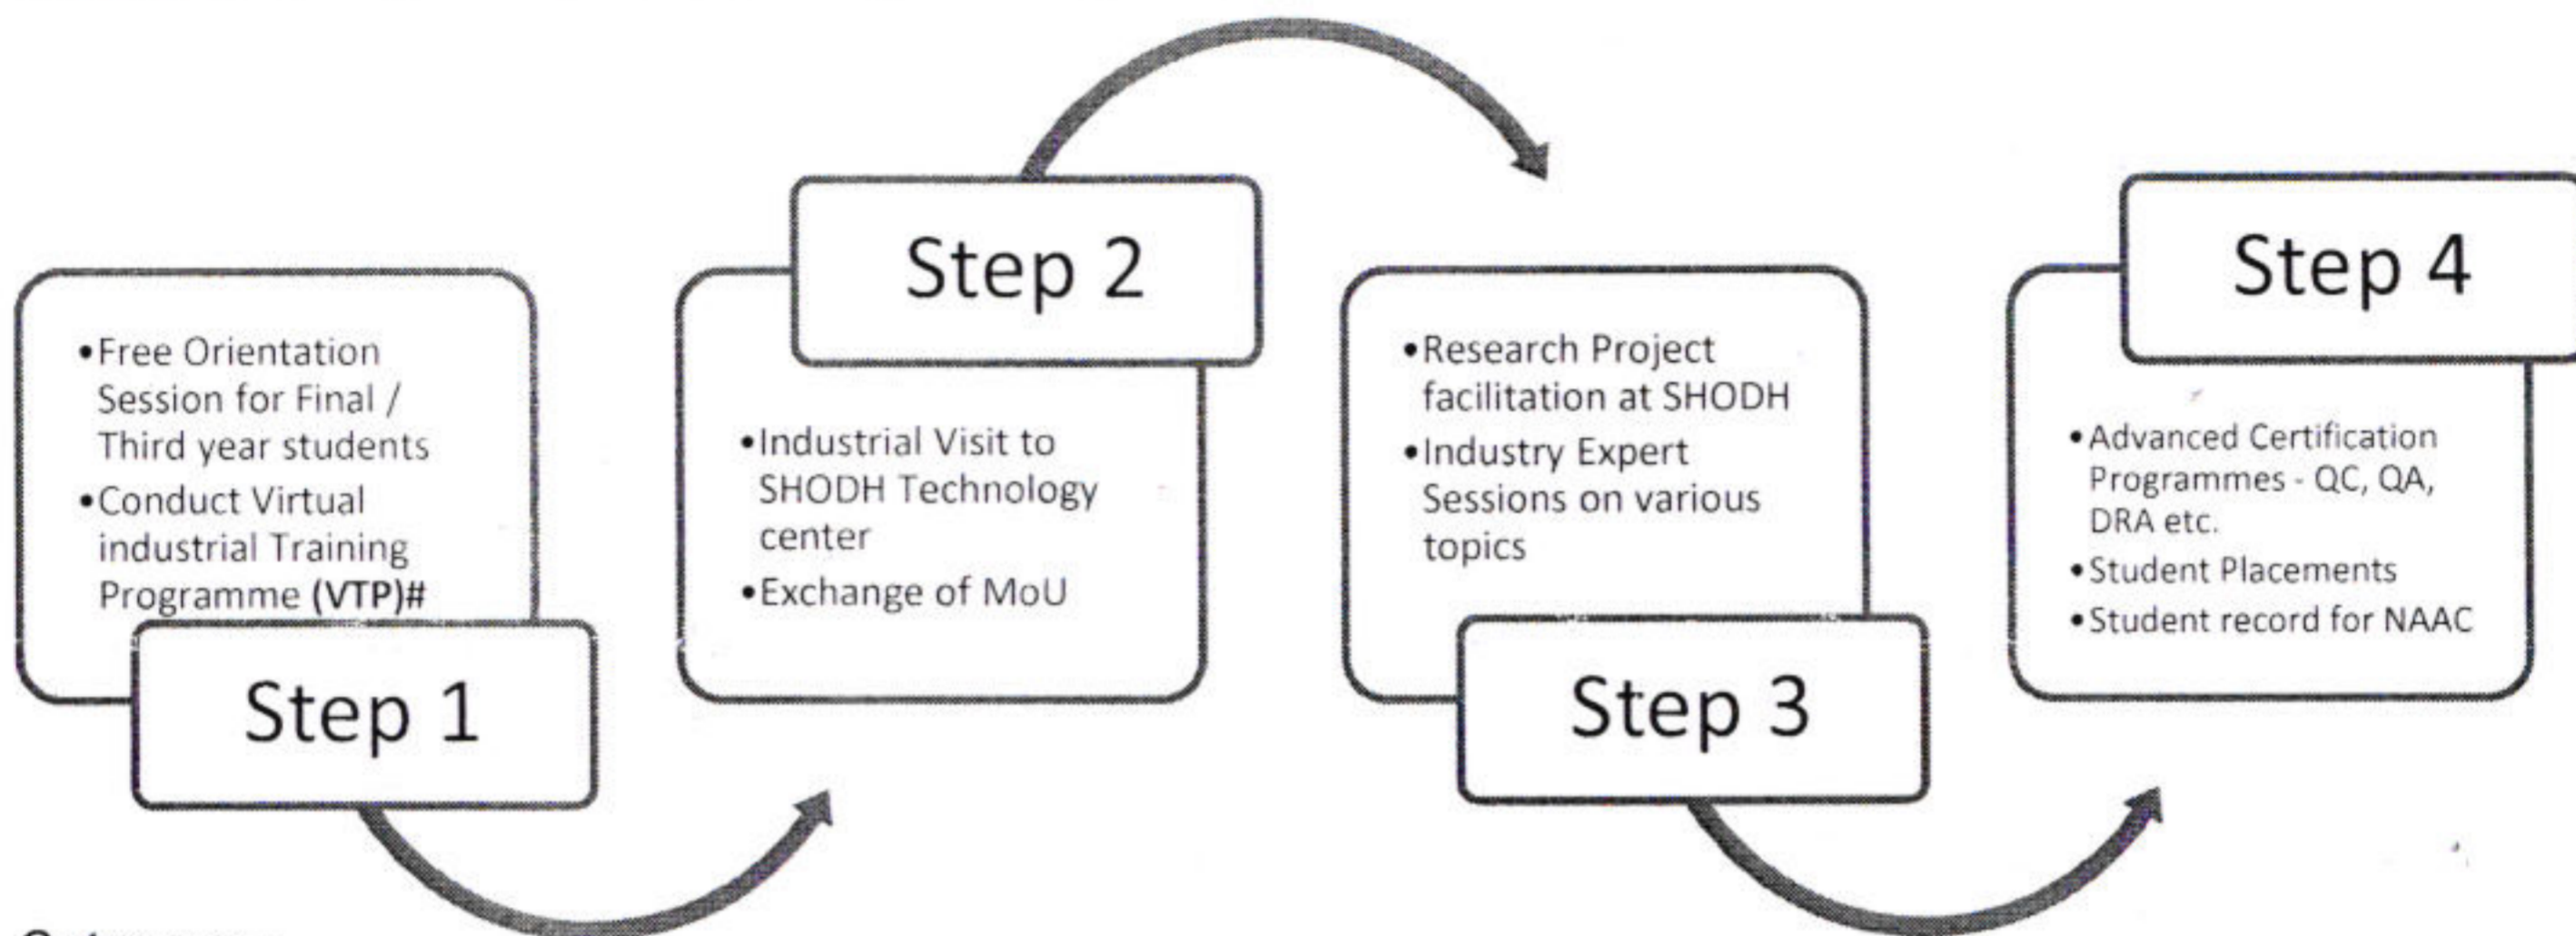 •Free Orientation
Session for Final /
Third year students
•Conduct Virtual
industrial Training
Programme (VTP)#
Step 1
Step 2
•Industrial Visit to
SHODH Technology
center
•Exchange of MoU
•Research Project
facilitation at SHODH
•Industry Expert
Sessions on various
topics
Step 3
Step 4
•Advanced Certification
Programmes - QC, QA,
DRA etc.
•Student Placements
•Student record for NAAC